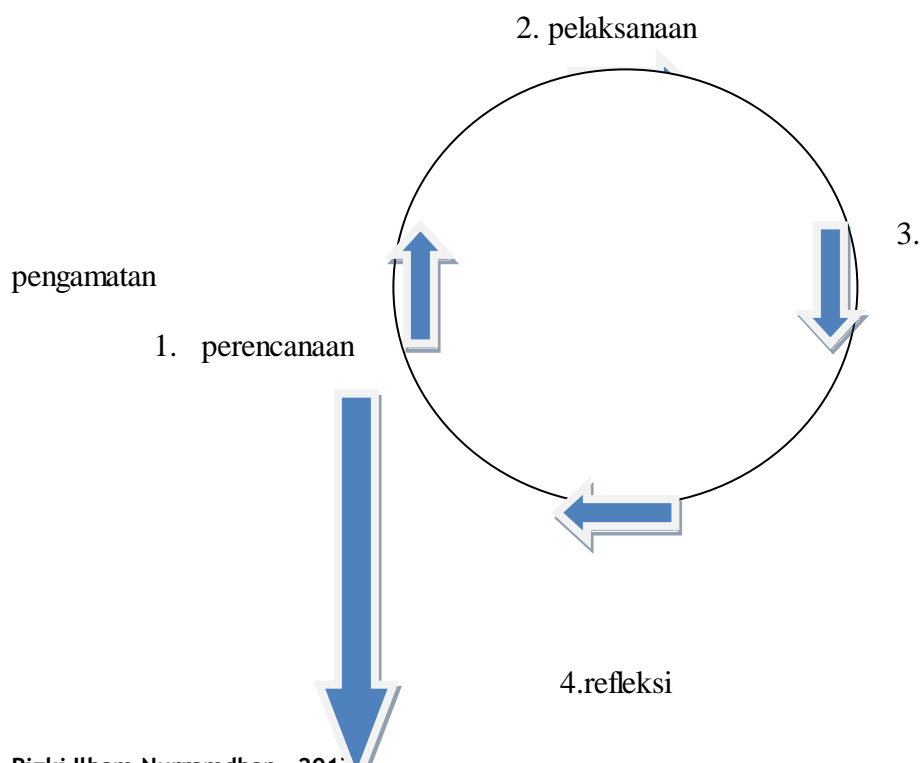 2. pelaksanaan
3.
pengamatan
1. perencanaan
4.refleksi